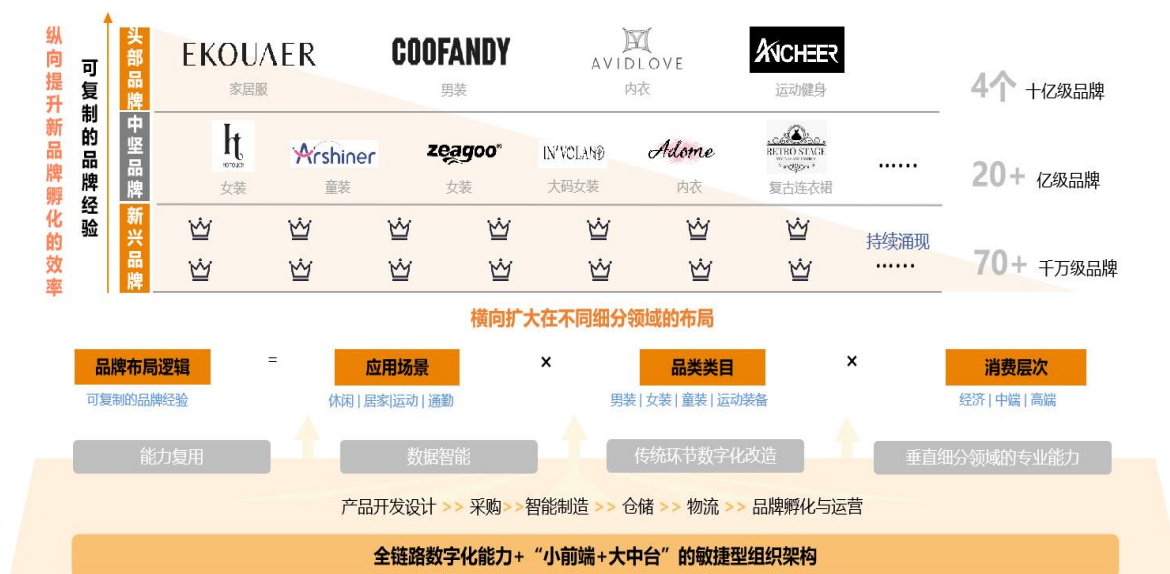 纵向提升新品牌孵化的效率
可复制的品牌经验
头部品牌
EKOUAER
COOFANDY
AVIDLOVE
ANCHEER
家居服
男装
内衣
运动健身
4个 十亿级品牌
中坚品牌
Ht
HOTOUCH
Arshiner
zeagoo
IN'VOLAND
Adome
RETRO STAGE
......
女装
童装
女装
大码女装
内衣
复古连衣裙
20+ 亿级品牌
新兴品牌
持续涌现
......
70+ 千万级品牌
横向扩大在不同细分领域的布局
品牌布局逻辑 = 应用场景 × 品类类目 × 消费层次
可复制的品牌经验
休闲 | 居家|运动 | 通勤
男装 | 女装 | 童装 | 运动装备
经济 | 中端 | 高端
能力复用
数据智能
传统环节数字化改造
垂直细分领域的专业能力
产品开发设计 >> 采购>>智能制造 >> 仓储 >> 物流 >> 品牌孵化与运营
全链路数字化能力+ “小前端+大中台”的敏捷型组织架构